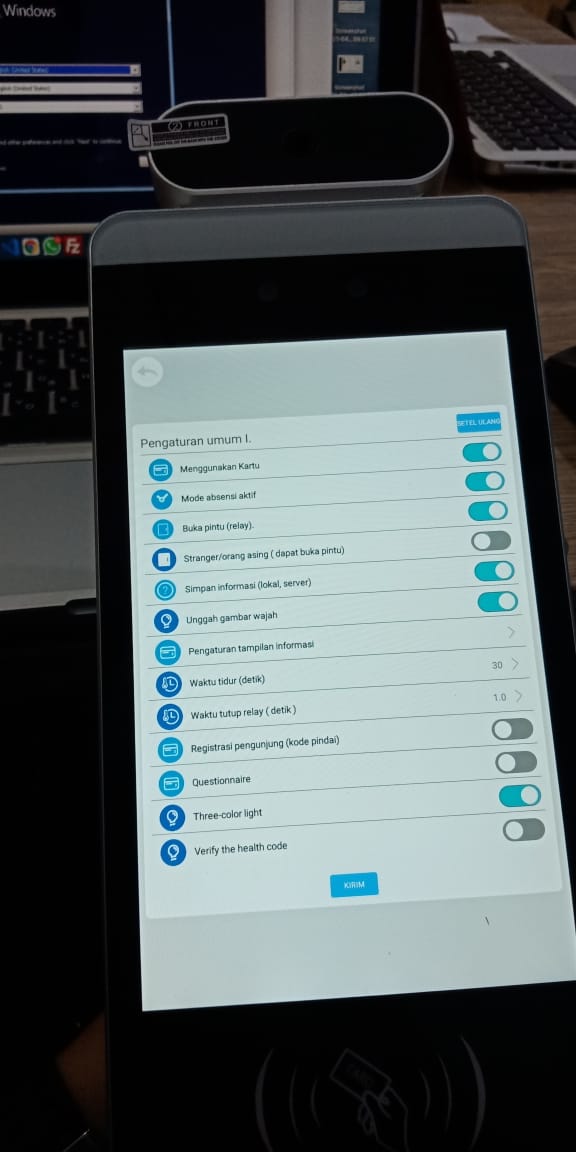 Windows
FRONT
Pengaturan umum I.
SETEL ULANG
Menggunakan Kartu
Mode absensi aktif
Buka pintu (relay).
Stranger/orang asing ( dapat buka pintu)
Simpan informasi (lokal, server)
Unggah gambar wajah
Pengaturan tampilan informasi
Waktu tidur (detik)
30
Waktu tutup relay ( detik )
1.0
Registrasi pengunjung (kode pindai)
Questionnaire
Three-color light
Verify the health code
KIRIM